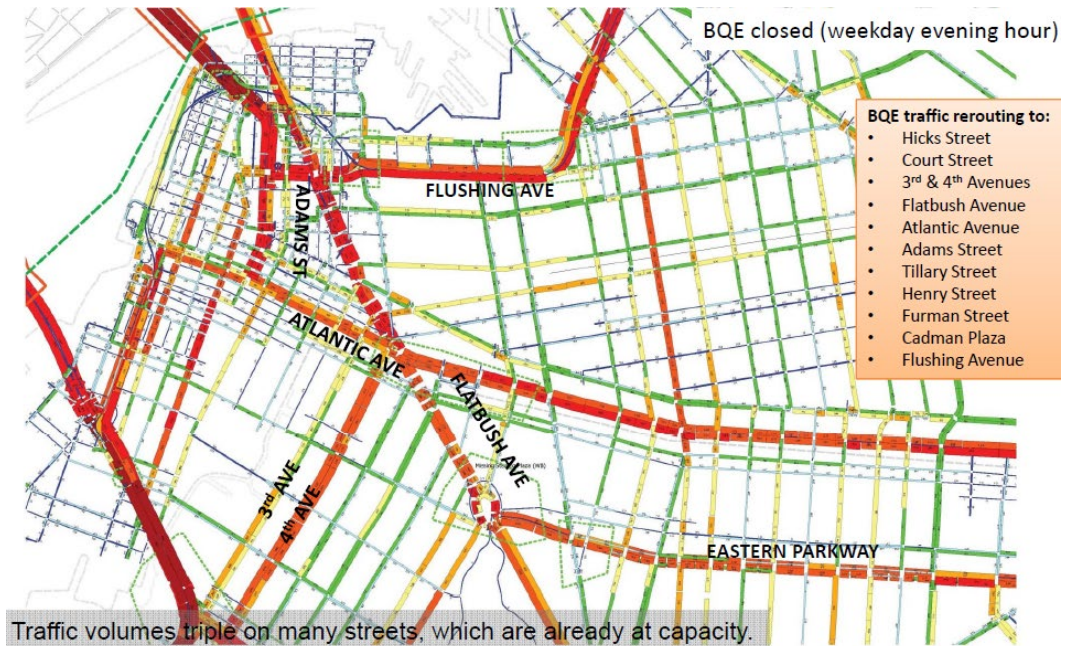 BQE closed (weekday evening hour)
BQE traffic rerouting to:
• Hicks Street
• Court Street
• 3rd & 4th Avenues
• Flatbush Avenue
• Atlantic Avenue
• Adams Street
• Tillary Street
• Henry Street
• Furman Street
• Cadman Plaza
• Flushing Avenue
FLUSHING AVE
ADAMS ST
ATLANTIC AVE
FLATBUSH AVE
3rd AVE
4th AVE
EASTERN PARKWAY
Traffic volumes triple on many streets, which are already at capacity.